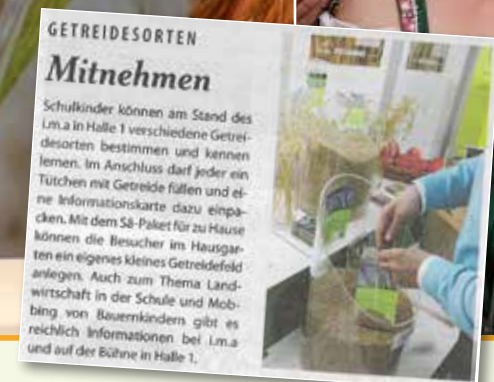 GETREIDESORTEN
Mitnehmen
Schulkinder können am Stand des
i.m.a in Halle 1 verschiedene Getrei-
desorten bestimmen und kennen
lernen. Im Anschluss darf jeder ein
Tütchen mit Getreide füllen und ei-
ne Informationskarte dazu einpa-
cken. Mit dem Sä-Paket für zu Hause
können die Besucher im Hausgar-
ten ein eigenes kleines Getreidefeld
anlegen. Auch zum Thema Land-
wirtschaft in der Schule und Mob-
bing von Bauernkindern gibt es
reichlich Informationen bei i.m.a
und auf der Bühne in Halle 1.